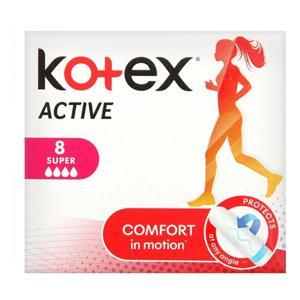 kotex®
ACTIVE
8
SUPER
COMFORT
in motion*
PROTECTS
at any angle